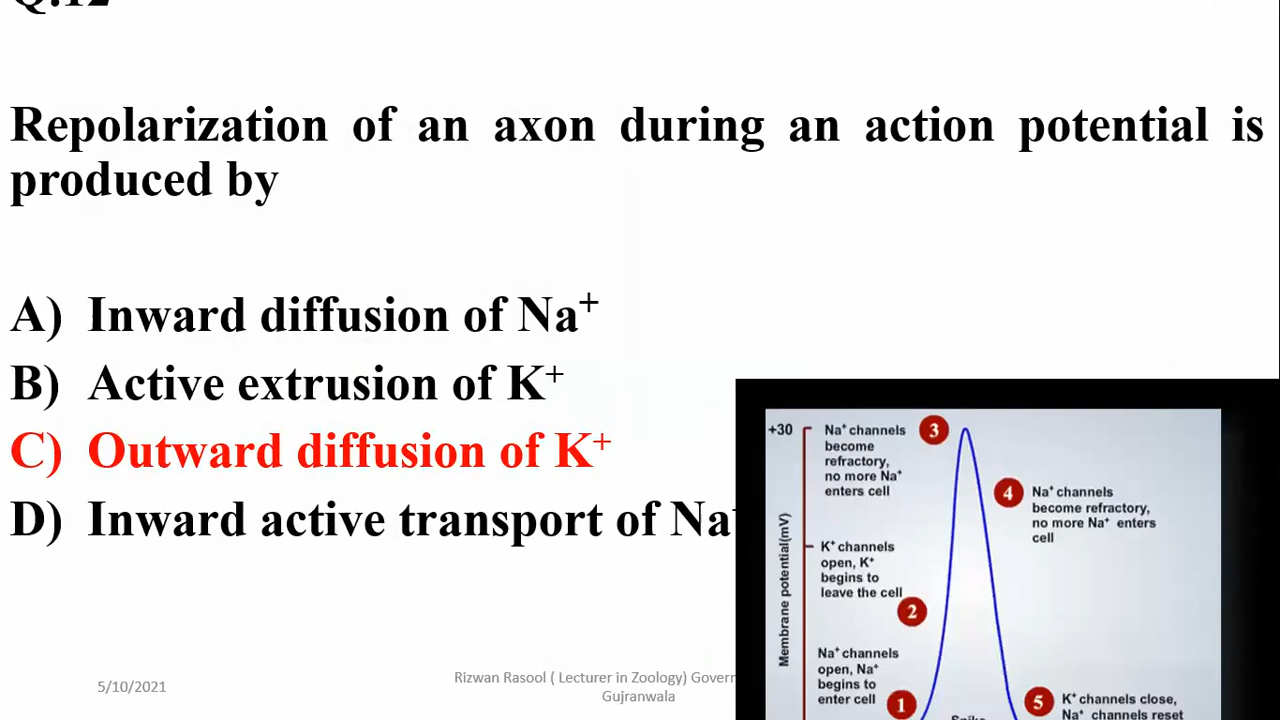 Q.12
Repolarization of an axon during an action potential is
produced by
A) Inward diffusion of Na+
B) Active extrusion of K+
C) Outward diffusion of K+
D) Inward active transport of Na
+30
Membrane potential(mV)
Na+ channels
become
refractory,
no more Na+
enters cell
3
4
Na+ channels
become refractory,
no more Na+ enters
cell
K+ channels
open, K+
begins to
leave the cell
2
Na+ channels
open, Na+
begins to
enter cell
1
5
K+ channels close,
Na+ channels reset
5/10/2021
Rizwan Rasool ( Lecturer in Zoology) Govern
Gujranwala